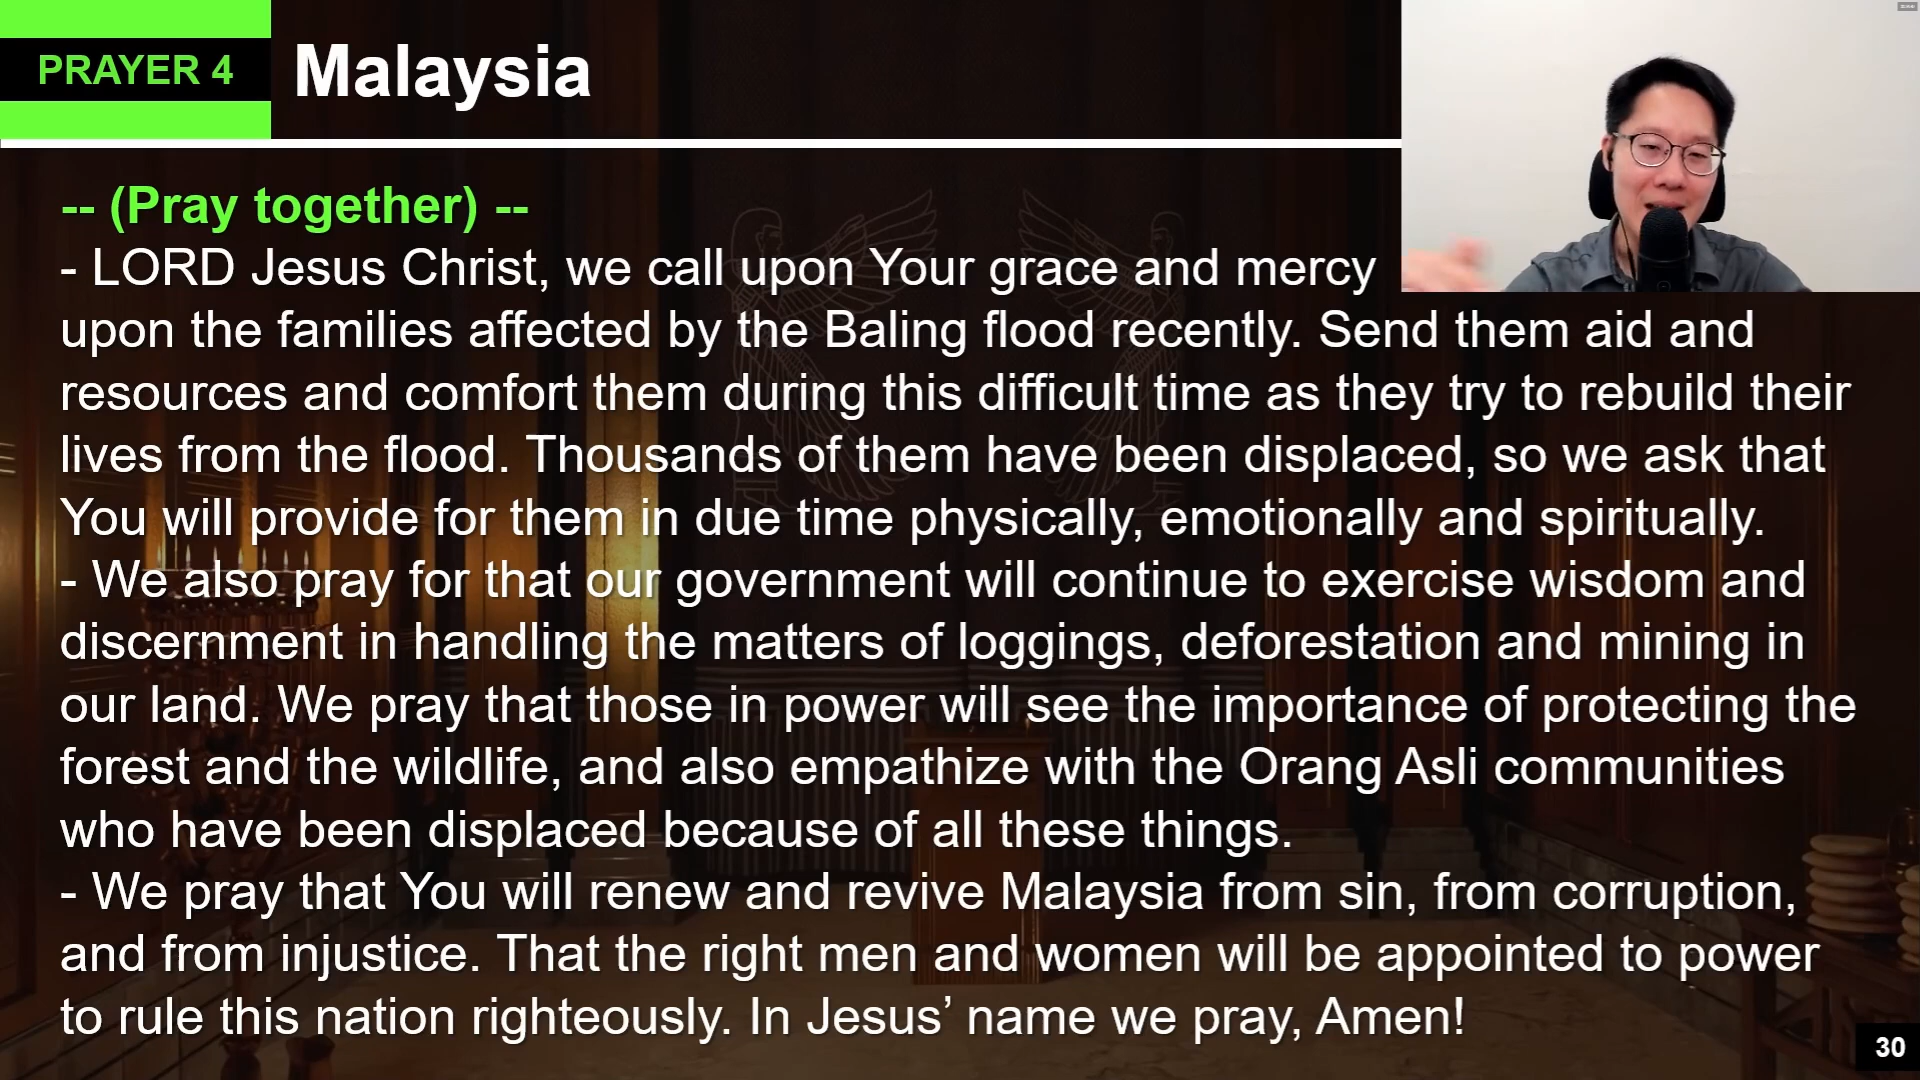 PRAYER 4
Malaysia
-- (Pray together) --
- LORD Jesus Christ, we call upon Your grace and mercy
upon the families affected by the Baling flood recently. Send them aid and
resources and comfort them during this difficult time as they try to rebuild their
lives from the flood. Thousands of them have been displaced, so we ask that
You will provide for them in due time physically, emotionally and spiritually.
- We also pray for that our government will continue to exercise wisdom and
discernment in handling the matters of loggings, deforestation and mining in
our land. We pray that those in power will see the importance of protecting the
forest and the wildlife, and also empathize with the Orang Asli communities
who have been displaced because of all these things.
- We pray that You will renew and revive Malaysia from sin, from corruption,
and from injustice. That the right men and women will be appointed to power
to rule this nation righteously. In Jesus’ name we pray, Amen!
30